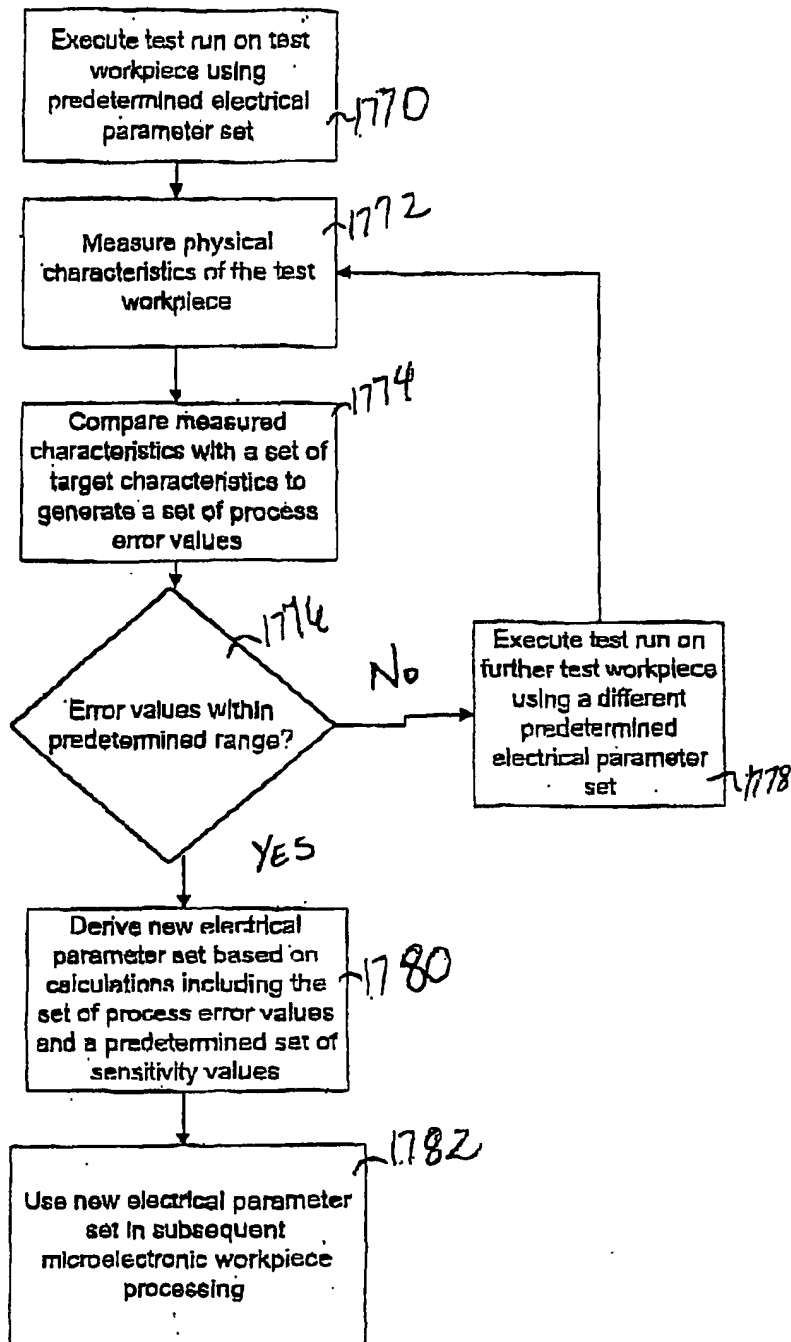 Execute test run on test
workpiece using
predetermined electrical
parameter set
1770
Measure physical
characteristics of the test
workpiece
1772
Compare measured
characteristics with a set of
target characteristics to
generate a set of process
error values
1774
Error values within
predetermined range?
1776
No
Execute test run on
further test workpiece
using a different
predetermined
electrical parameter
set
1778
YES
Derive new electrical
parameter set based on
calculations including the
set of process error values
and a predetermined set of
sensitivity values
1780
Use new electrical parameter
set in subsequent
microelectronic workpiece
processing
1782